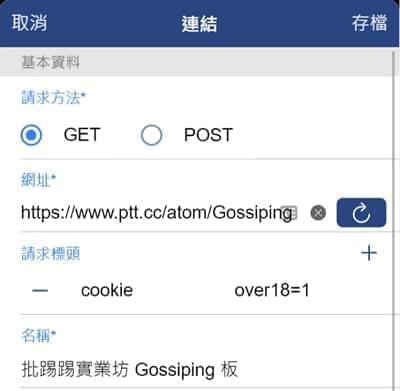 取消 連結 存檔
基本資料
請求方法*
GET POST
網址*
https://www.ptt.cc/atom/Gossiping
請求標頭
cookie over18=1
名稱*
批踢踢實業坊 Gossiping 板